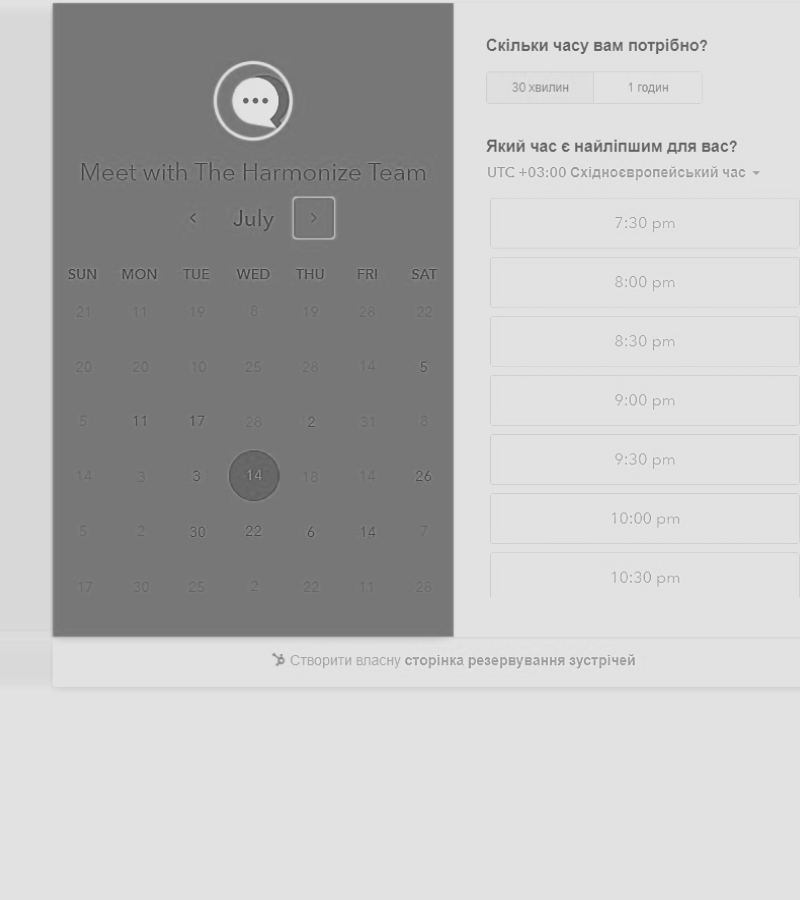 Meet with The Harmonize Team
July
SUN MON TUE WED THU FRI SAT
21 11 19 8 19 28 22
20 20 10 25 28 14 5
5 11 17 28 2 31 8
14 3 3 14 18 14 26
5 2 30 22 6 14 7
17 30 25 2 22 11 28
Скільки часу вам потрібно?
30 хвилин 1 годин
Який час є найліпшим для вас?
UTC +03:00 Східноєвропейський час
7:30 pm
8:00 pm
8:30 pm
9:00 pm
9:30 pm
10:00 pm
10:30 pm
Створити власну сторінка резервування зустрічей